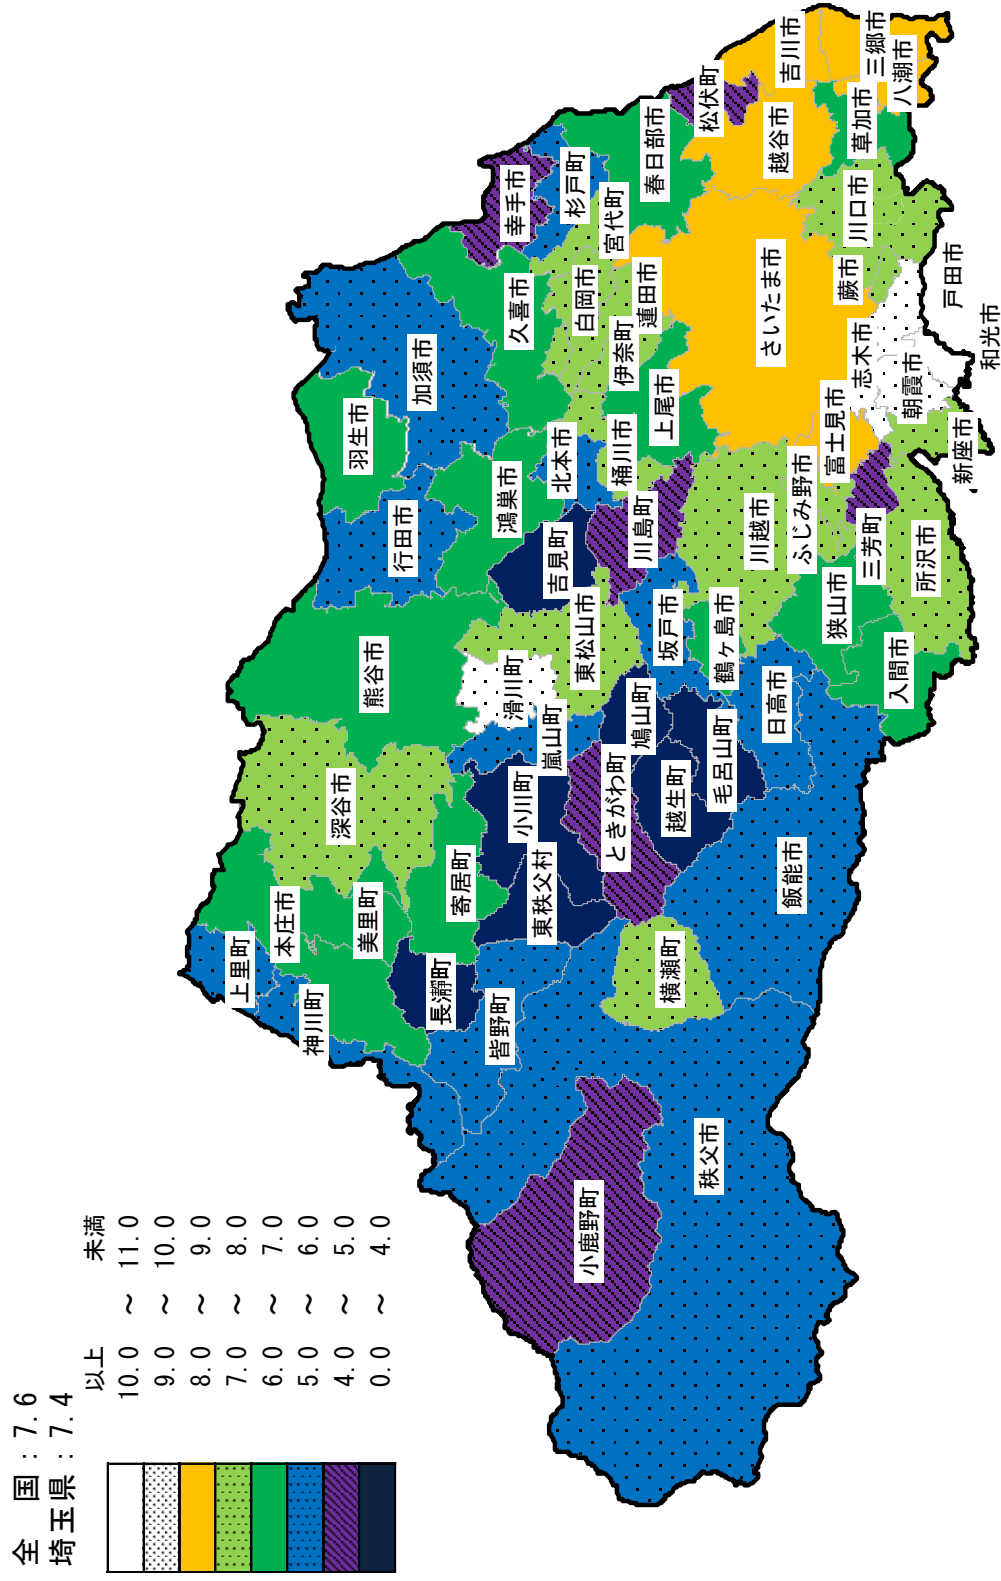 全　国：7.6
埼玉県：7.4
以上　未満
10.0 ～ 11.0
9.0 ～ 10.0
8.0 ～ 9.0
7.0 ～ 8.0
6.0 ～ 7.0
5.0 ～ 6.0
4.0 ～ 5.0
0.0 ～ 4.0
上里町
本庄市
神川町
美里町
深谷市
熊谷市
行田市
羽生市
加須市
長瀞町
寄居町
皆野町
小川町
東秩父村
嵐山町
滑川町
吉見町
鴻巣市
北本市
久喜市
幸手市
杉戸町
宮代町
白岡市
蓮田市
伊奈町
桶川市
上尾市
春日部市
松伏町
小鹿野町
秩父市
横瀬町
ときがわ町
鳩山町
越生町
毛呂山町
東松山市
川島町
坂戸市
鶴ヶ島市
日高市
飯能市
川越市
ふじみ野市
富士見市
狭山市
入間市
三芳町
所沢市
さいたま市
越谷市
吉川市
三郷市
八潮市
草加市
川口市
蕨市
戸田市
志木市
朝霞市
和光市
新座市